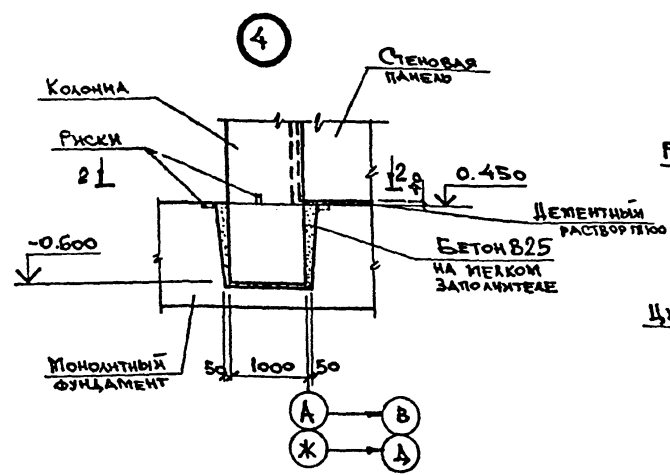 4
Стеновая
панель
Колонна
Риски
2
2
0.450
Цементный
раствор М100
-0.600
Бетон В25
на мелком
заполнителе
Монолитный
фундамент
50
1000
50
А
В
Ж
Д